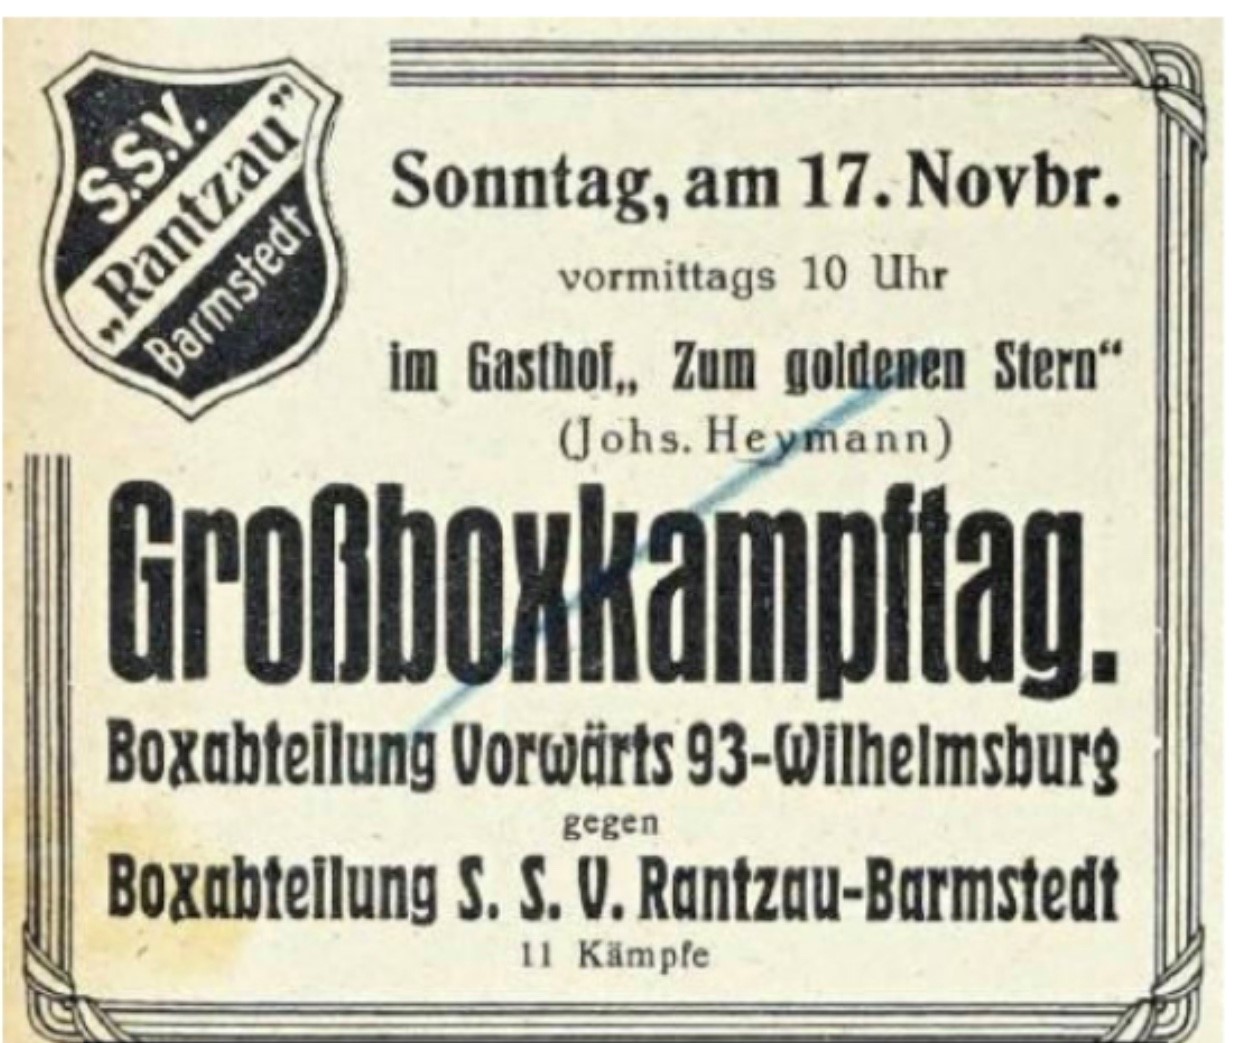 S.S.V.
„Rantzau”
Barmstedt
Sonntag, am 17. Novbr.
vormittags 10 Uhr
im Gasthof„ Zum goldenen Stern“
(Johs. Heymann)
Großboxkampftag.
Boxabteilung Vorwärts 93-Wilhelmsburg
gegen
Boxabteilung S. S. V. Rantzau-Barmstedt
11 Kämpfe